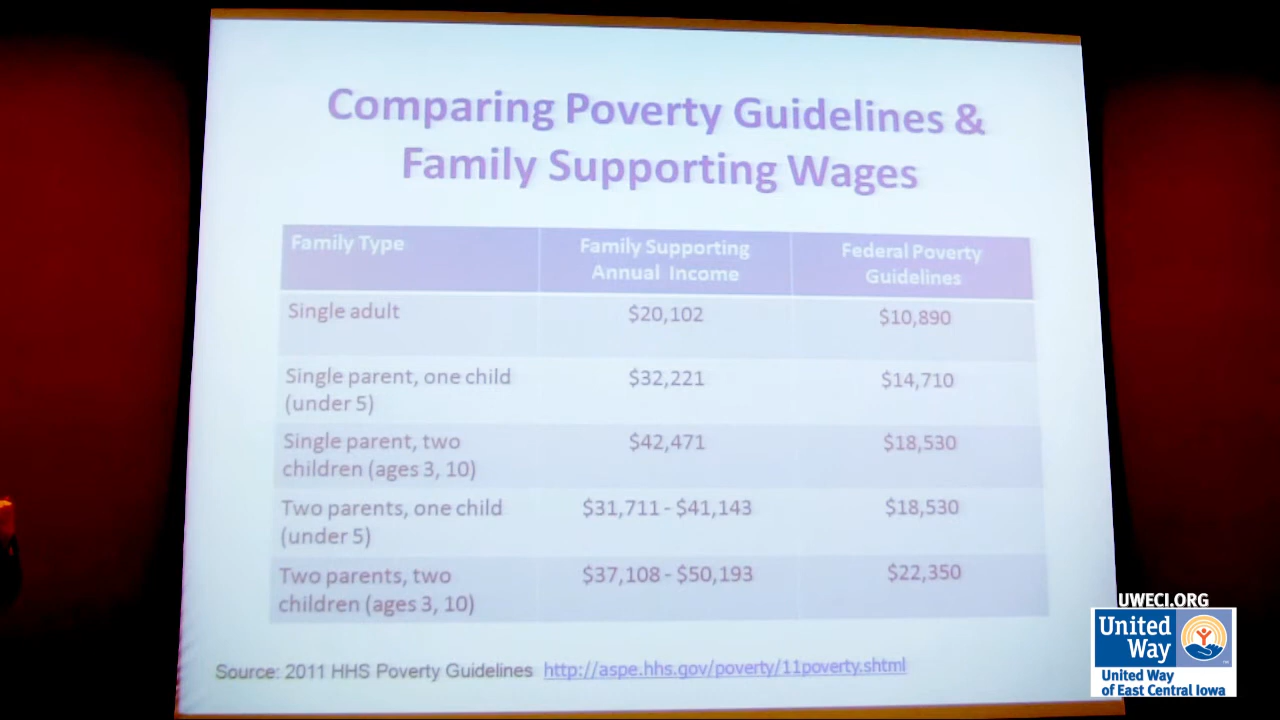 Comparing Poverty Guidelines &
Family Supporting Wages
Family Type
Family Supporting
Annual Income
Federal Poverty
Guidelines
Single adult
$20,102
$10,890
Single parent, one child
(under 5)
$32,221
$14,710
Single parent, two
children (ages 3, 10)
$42,471
$18,530
Two parents, one child
(under 5)
$31,711 - $41,143
$18,530
Two parents, two
children (ages 3, 10)
$37,108 - $50,193
$22,350
Source: 2011 HHS Poverty Guidelines http://aspe.hhs.gov/poverty/11poverty.shtml
UWECI.ORG
United
Way
United Way
of East Central Iowa